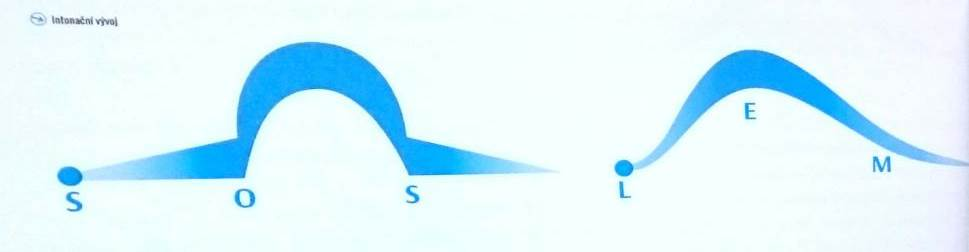 Intonační vývoj
S O S
L E M